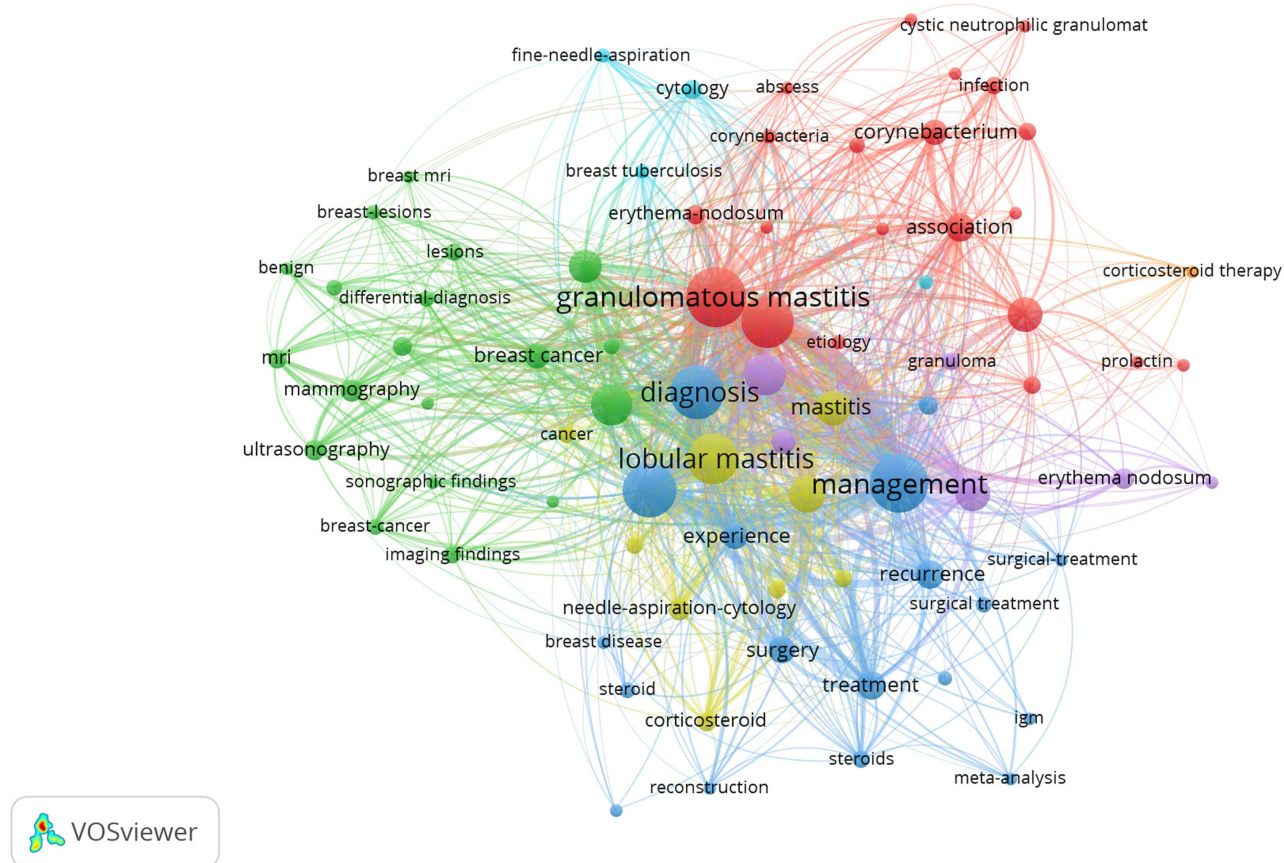 cystic neutrophilic granulomat
fine-needle-aspiration
cytology
abscess
infection
corynebacteria
corynebacterium
breast mri
breast tuberculosis
breast-lesions
erythema-nodosum
association
lesions
benign
corticosteroid therapy
differential-diagnosis
granulomatous mastitis
etiology
mri
breast cancer
granuloma
prolactin
mammography
diagnosis
mastitis
cancer
ultrasonography
lobular mastitis
sonographic findings
management
erythema nodosum
breast-cancer
experience
imaging findings
surgical-treatment
recurrence
needle-aspiration-cytology
surgical treatment
breast disease
surgery
steroid
treatment
corticosteroid
igm
steroids
meta-analysis
reconstruction
VOSviewer